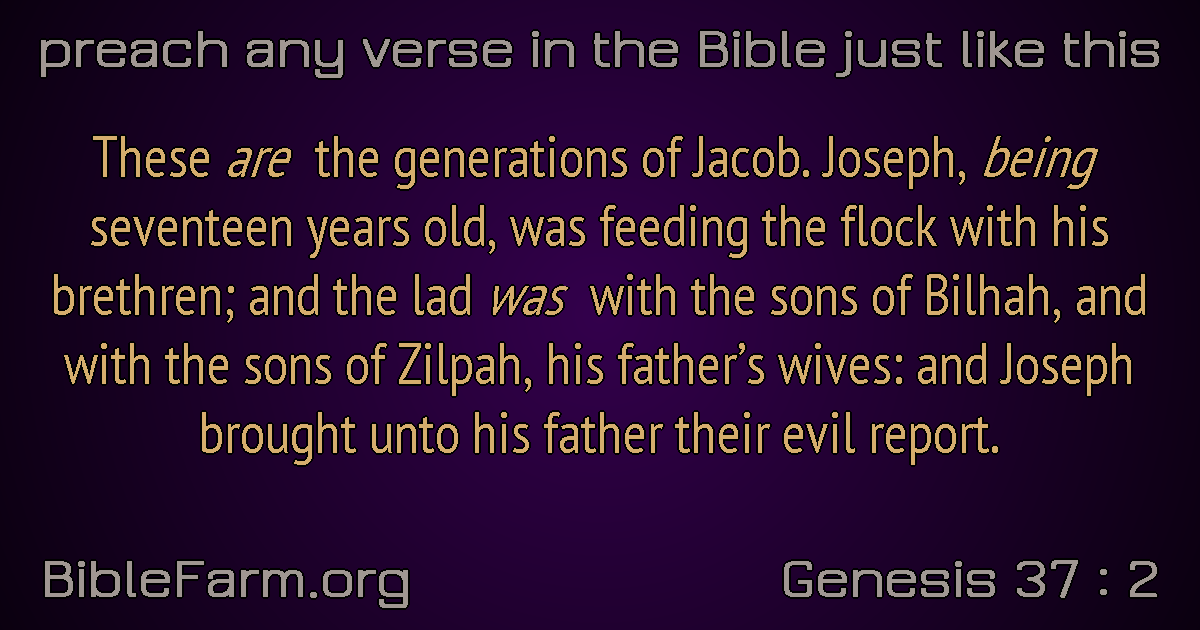 preach any verse in the Bible just like this
These are the generations of Jacob. Joseph, being
seventeen years old, was feeding the flock with his
brethren; and the lad was with the sons of Bilhah, and
with the sons of Zilpah, his father’s wives: and Joseph
brought unto his father their evil report.
BibleFarm.org
Genesis 37 : 2